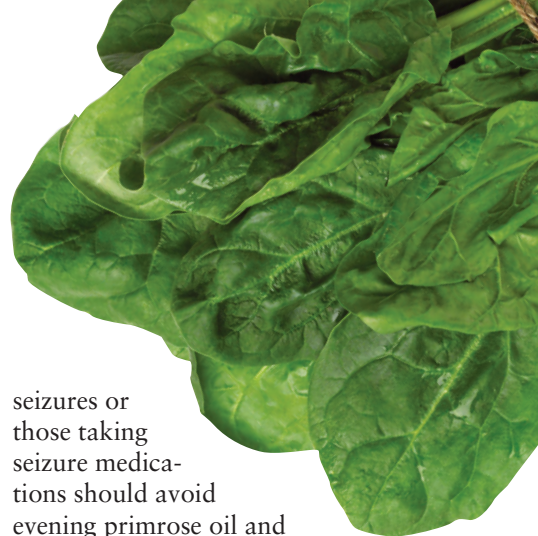 seizures or
those taking
seizure medica-
tions should avoid
evening primrose oil and